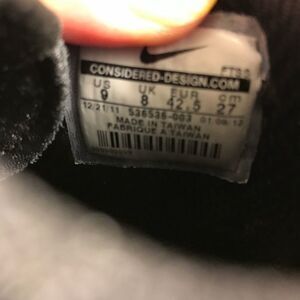 CONSIDERED-DESIGN.COM
US UK EUR cm
9 8 42.5 27
12/21/11 536536-003 01/09/12
MADE IN TAIWAN
FABRIQUE A TAIWAN